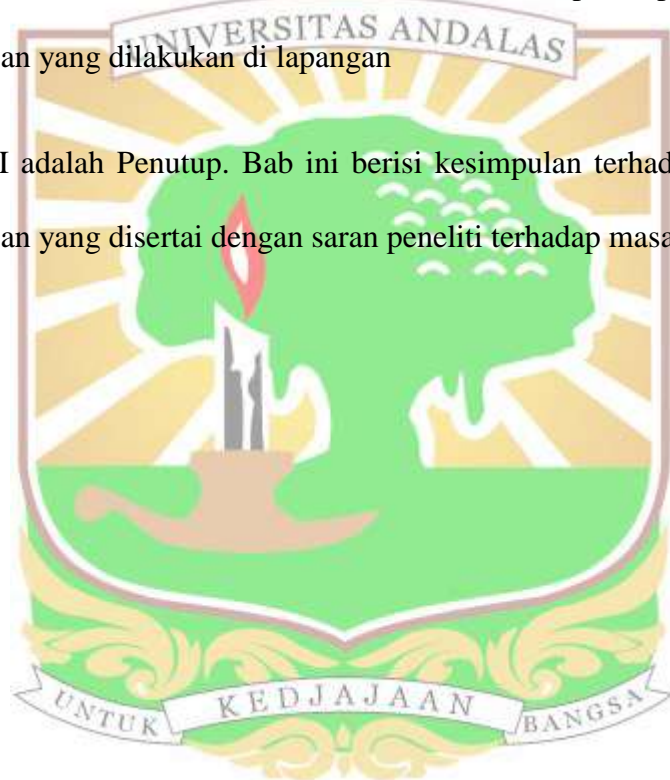 UNIVERSITAS ANDALAS
an yang dilakukan di lapangan
I adalah Penutup. Bab ini berisi kesimpulan terhad
an yang disertai dengan saran peneliti terhadap masa
UNTUK KEDJAJAAN BANGSA